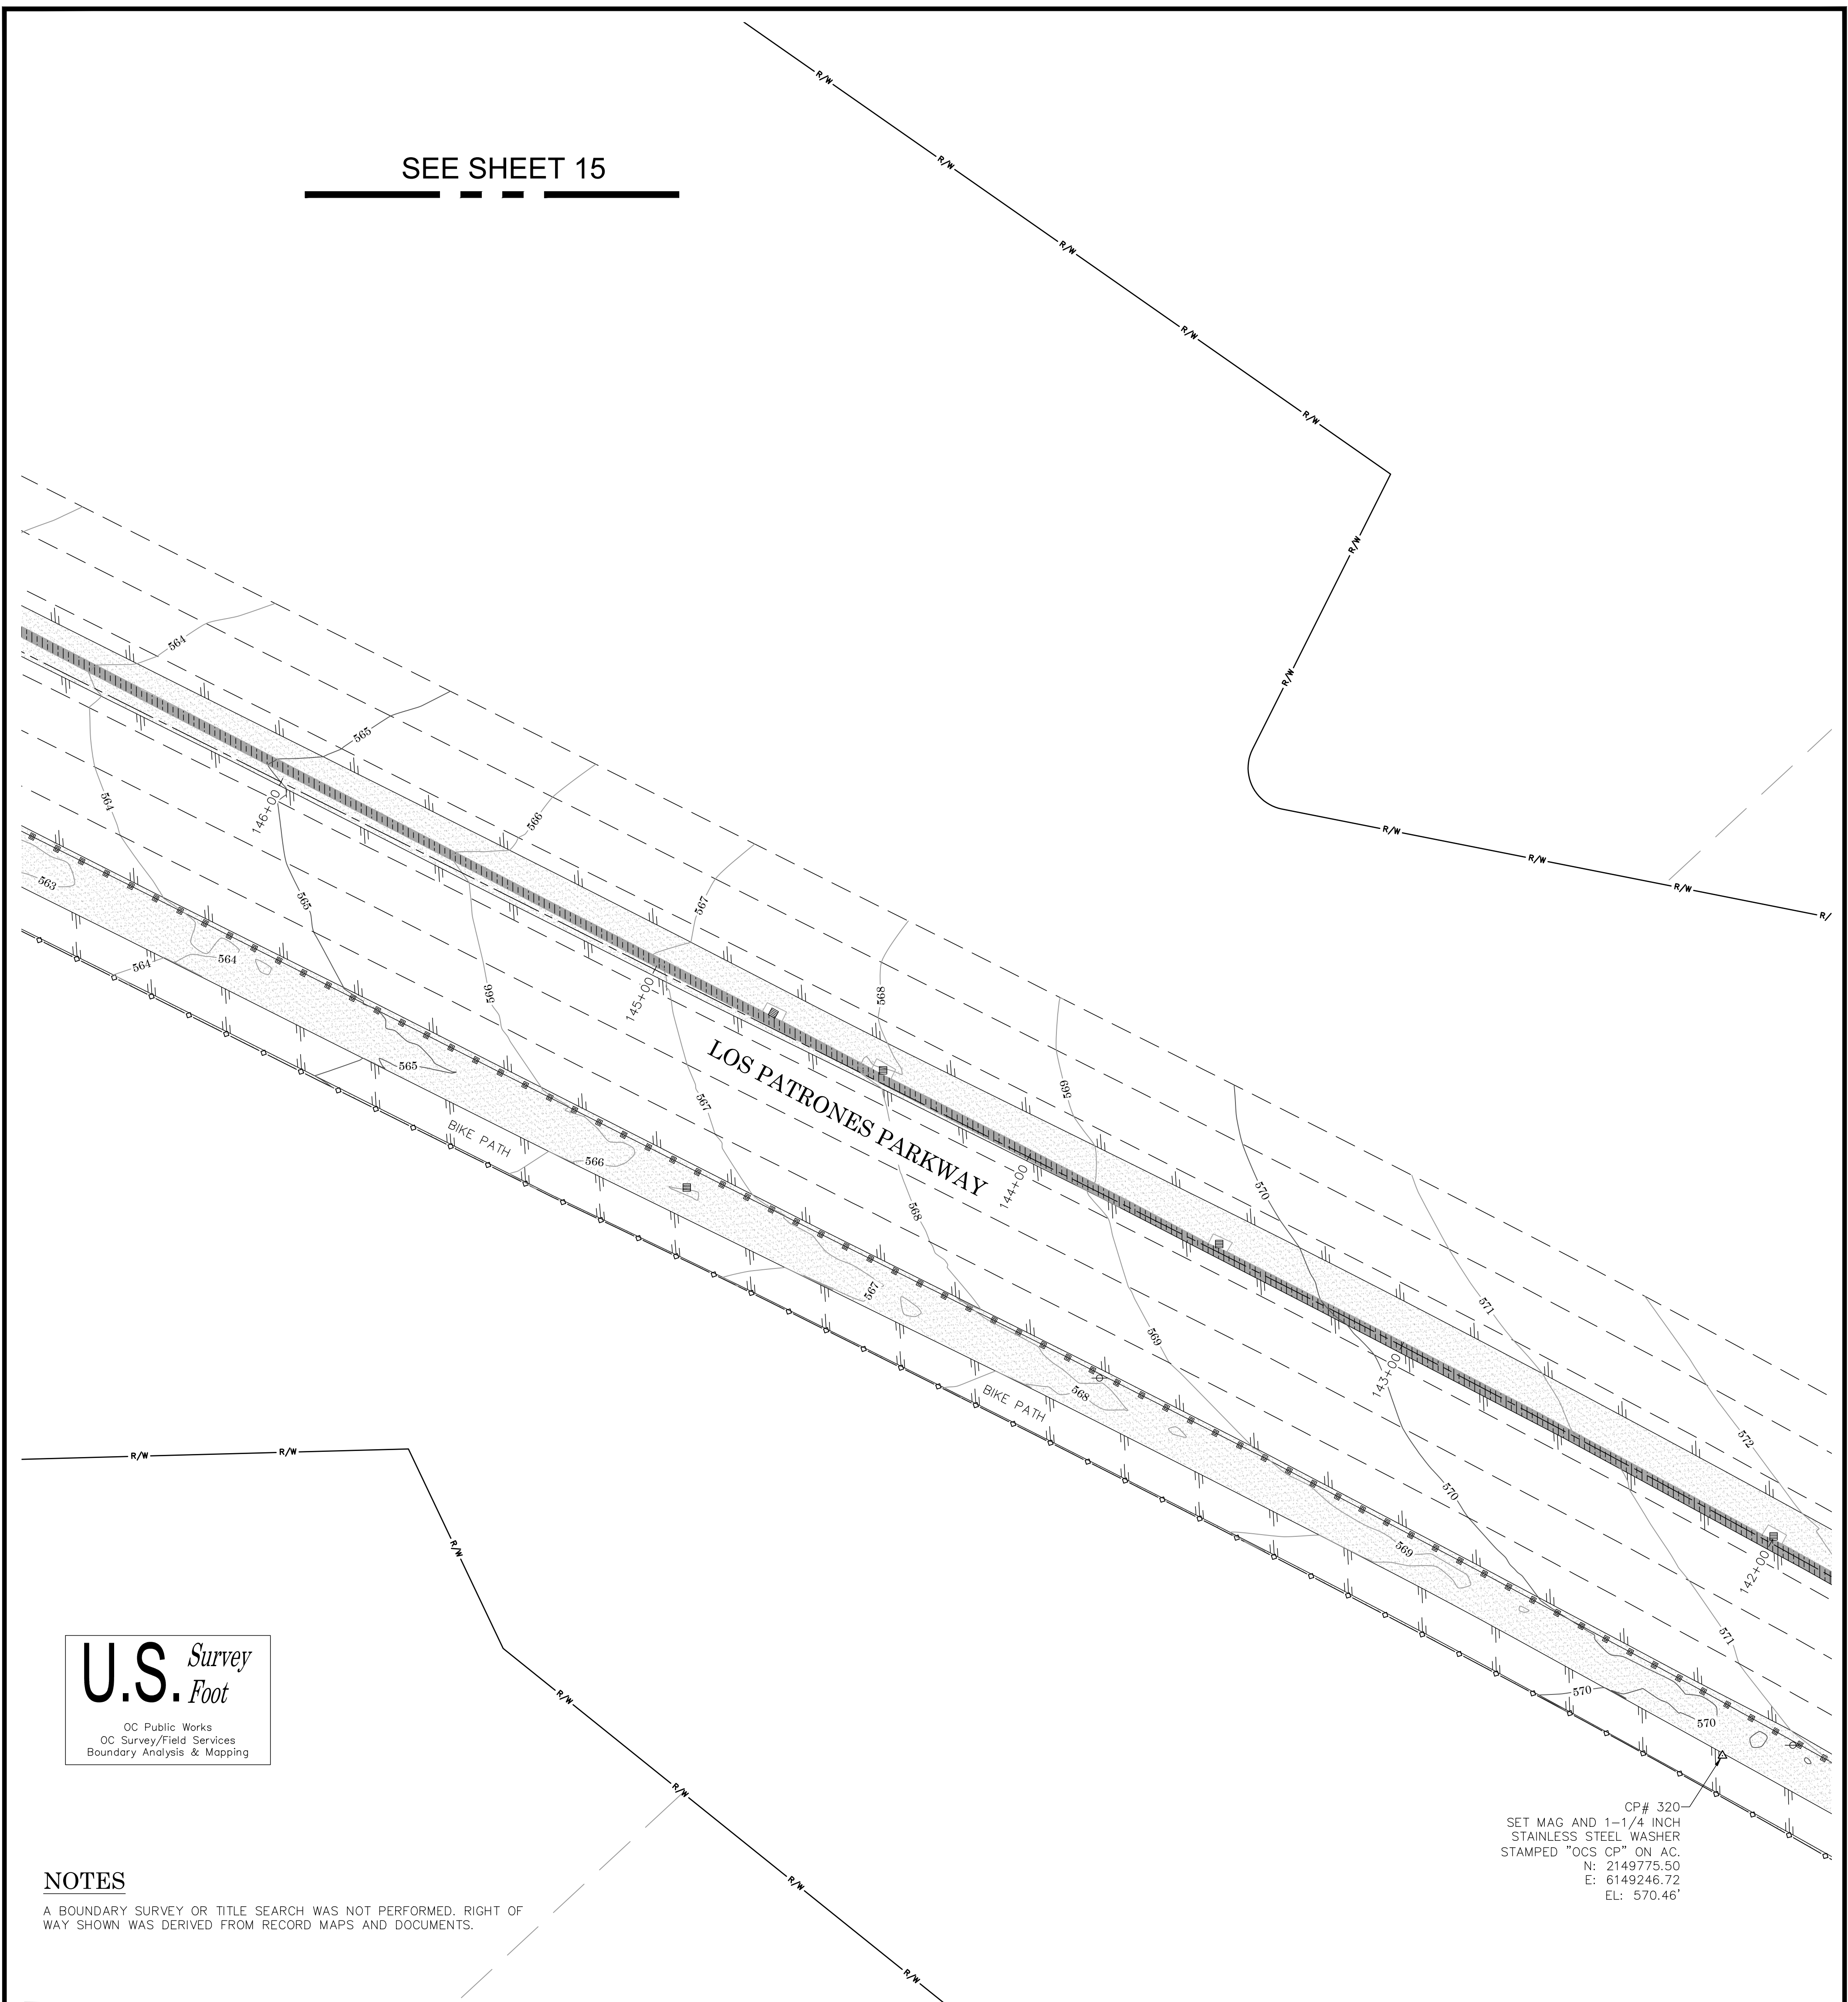 R/W
R/W
SEE SHEET 15
R/W
R/W
R/W
R/W
564
R/W
565
564
566
146+00
R/W
R/W
563
565
567
R/W
R/
564
564
566
568
145+00
565
567
LOS PATRONES PARKWAY
569
BIKE PATH
566
144+00
570
568
567
571
569
143+00
568
BIKE PATH
572
R/W
R/W
570
R/W
569
142+00
571
U.S. Survey
Foot
OC Public Works
OC Survey/Field Services
Boundary Analysis & Mapping
R/W
570
570
R/W
CP# 320
SET MAG AND 1-1/4 INCH
STAINLESS STEEL WASHER
STAMPED "OCS CP" ON AC.
N: 2149775.50
E: 6149246.72
EL: 570.46'
R/W
NOTES
A BOUNDARY SURVEY OR TITLE SEARCH WAS NOT PERFORMED. RIGHT OF
WAY SHOWN WAS DERIVED FROM RECORD MAPS AND DOCUMENTS.
R/W